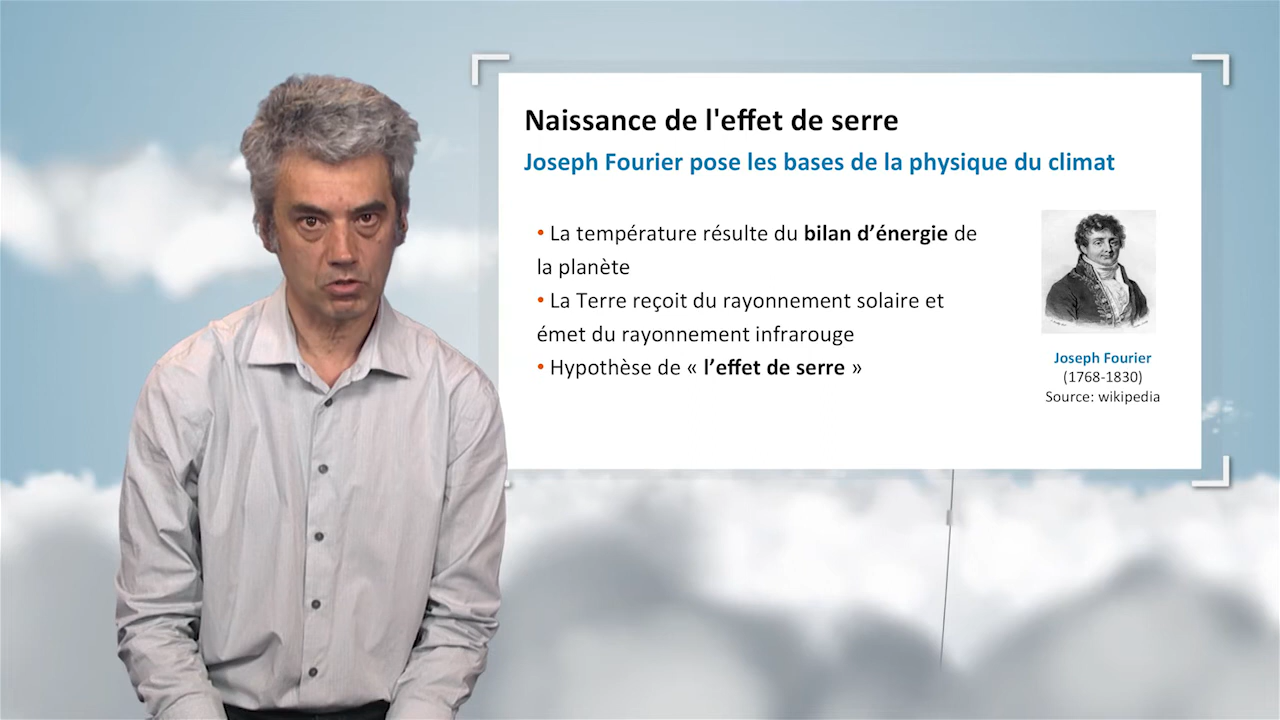 Naissance de l'effet de serre
Joseph Fourier pose les bases de la physique du climat
• La température résulte du bilan d’énergie de
la planète
• La Terre reçoit du rayonnement solaire et
émet du rayonnement infrarouge
• Hypothèse de « l’effet de serre »
Joseph Fourier
(1768-1830)
Source: wikipedia